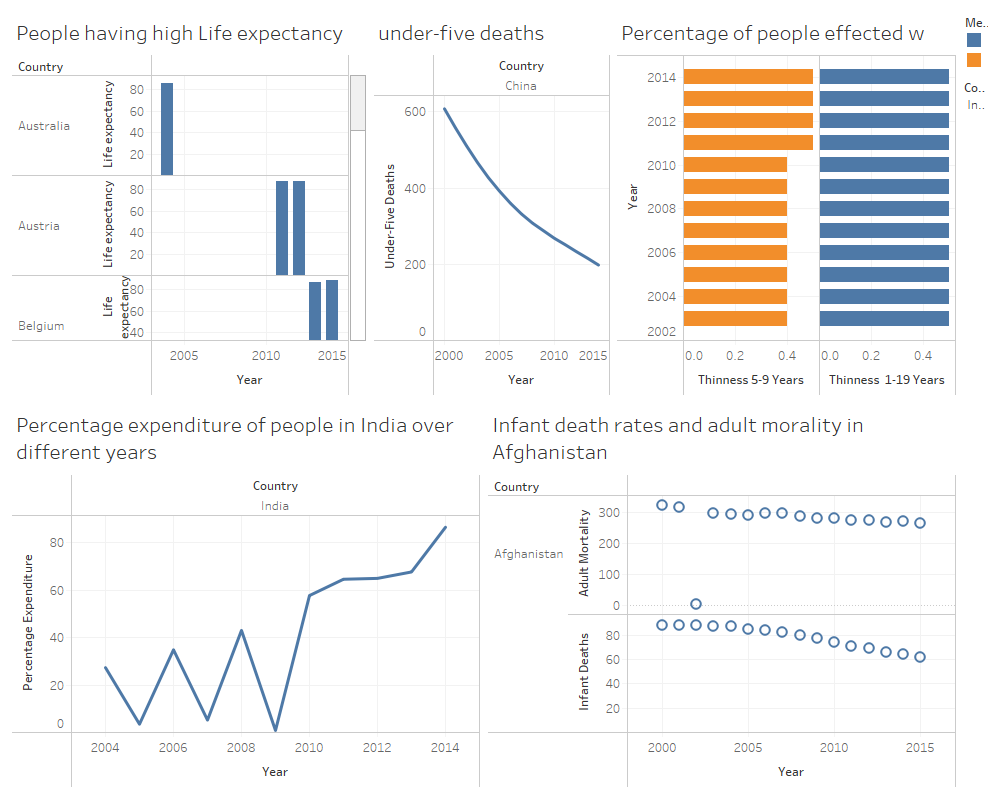 People having high Life expectancy
Country
Australia
Life expectancy
80
60
40
20
Austria
Life expectancy
80
60
40
20
Belgium
Life
expectancy
80
60
40
2005
2010
2015
Year
under-five deaths
Country
China
Under-Five Deaths
600
400
200
0
2000
2005
2010
2015
Year
Percentage of people effected w
Year
2014
2012
2010
2008
2006
2004
2002
0.0
0.2
0.4
0.0
0.2
0.4
Thinness 5-9 Years
Thinness 1-19 Years
Me..
Co..
In..
Percentage expenditure of people in India over
different years
Country
India
Percentage Expenditure
80
60
40
20
0
2004
2006
2008
2010
2012
2014
Year
Infant death rates and adult morality in
Afghanistan
Country
Afghanistan
Adult Mortality
300
200
100
0
Infant Deaths
80
60
40
20
2000
2005
2010
2015
Year